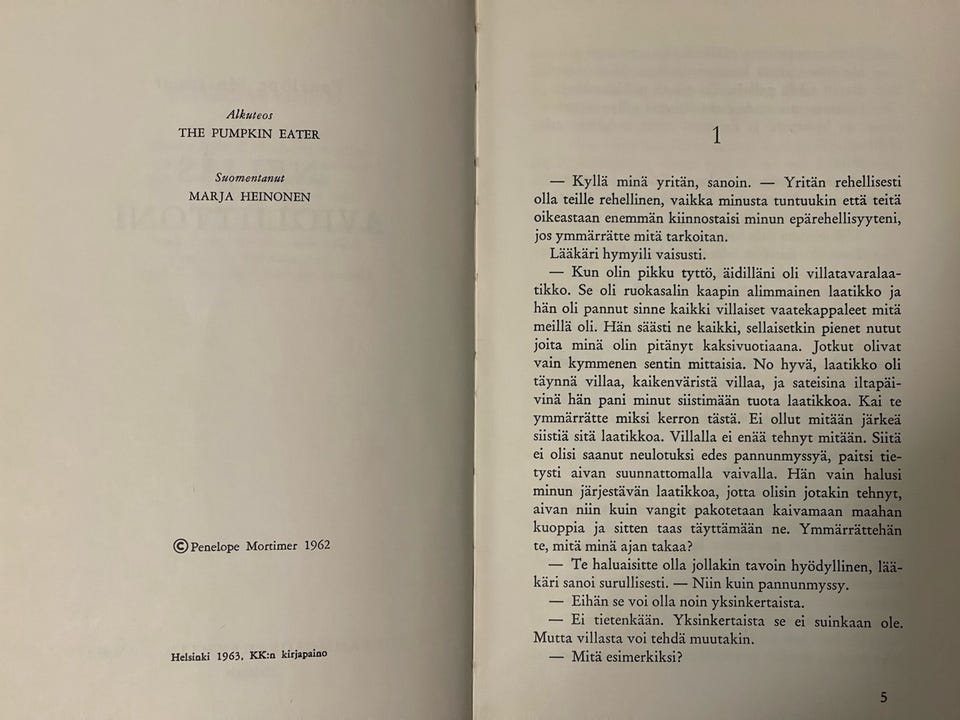 Alkuteos
THE PUMPKIN EATER
Suomentanut
MARJA HEINONEN
© Penelope Mortimer 1962
Helsinki 1963, KK:n kirjapaino
1
— Kyllä minä yritän, sanoin. — Yritän rehellisesti
olla teille rehellinen, vaikka minusta tuntuukin että teitä
oikeastaan enemmän kiinnostaisi minun epärehellisyyteni,
jos ymmärrätte mitä tarkoitan.
Lääkäri hymyili vaisusti.
— Kun olin pikku tyttö, äidilläni oli villatavaralaa-
tikko. Se oli ruokasalin kaapin alimmainen laatikko ja
hän oli pannut sinne kaikki villaiset vaatekappaleet mitä
meillä oli. Hän säästi ne kaikki, sellaisetkin pienet nutut
joita minä olin pitänyt kaksivuotiaana. Jotkut olivat
vain kymmenen sentin mittaisia. No hyvä, laatikko oli
täynnä villaa, kaikenväristä villaa, ja sateisina iltapäi-
vinä hän pani minut siistimään tuota laatikkoa. Kai te
ymmärrätte miksi kerron tästä. Ei ollut mitään järkeä
siistiä sitä laatikkoa. Villalla ei enää tehnyt mitään. Siitä
ei olisi saanut neulotuksi edes pannunmyssyä, paitsi tie-
tysti aivan suunnattomalla vaivalla. Hän vain halusi
minun järjestävän laatikkoa, jotta olisin jotakin tehnyt,
aivan niin kuin vangit pakotetaan kaivamaan maahan
kuoppia ja sitten taas täyttämään ne. Ymmärrättehän
te, mitä minä ajan takaa?
— Te haluaisitte olla jollakin tavoin hyödyllinen, lää-
käri sanoi surullisesti. — Niin kuin pannunmyssy.
— Eihän se voi olla noin yksinkertaista.
— Ei tietenkään. Yksinkertaista se ei suinkaan ole.
Mutta villasta voi tehdä muutakin.
— Mitä esimerkiksi?
5